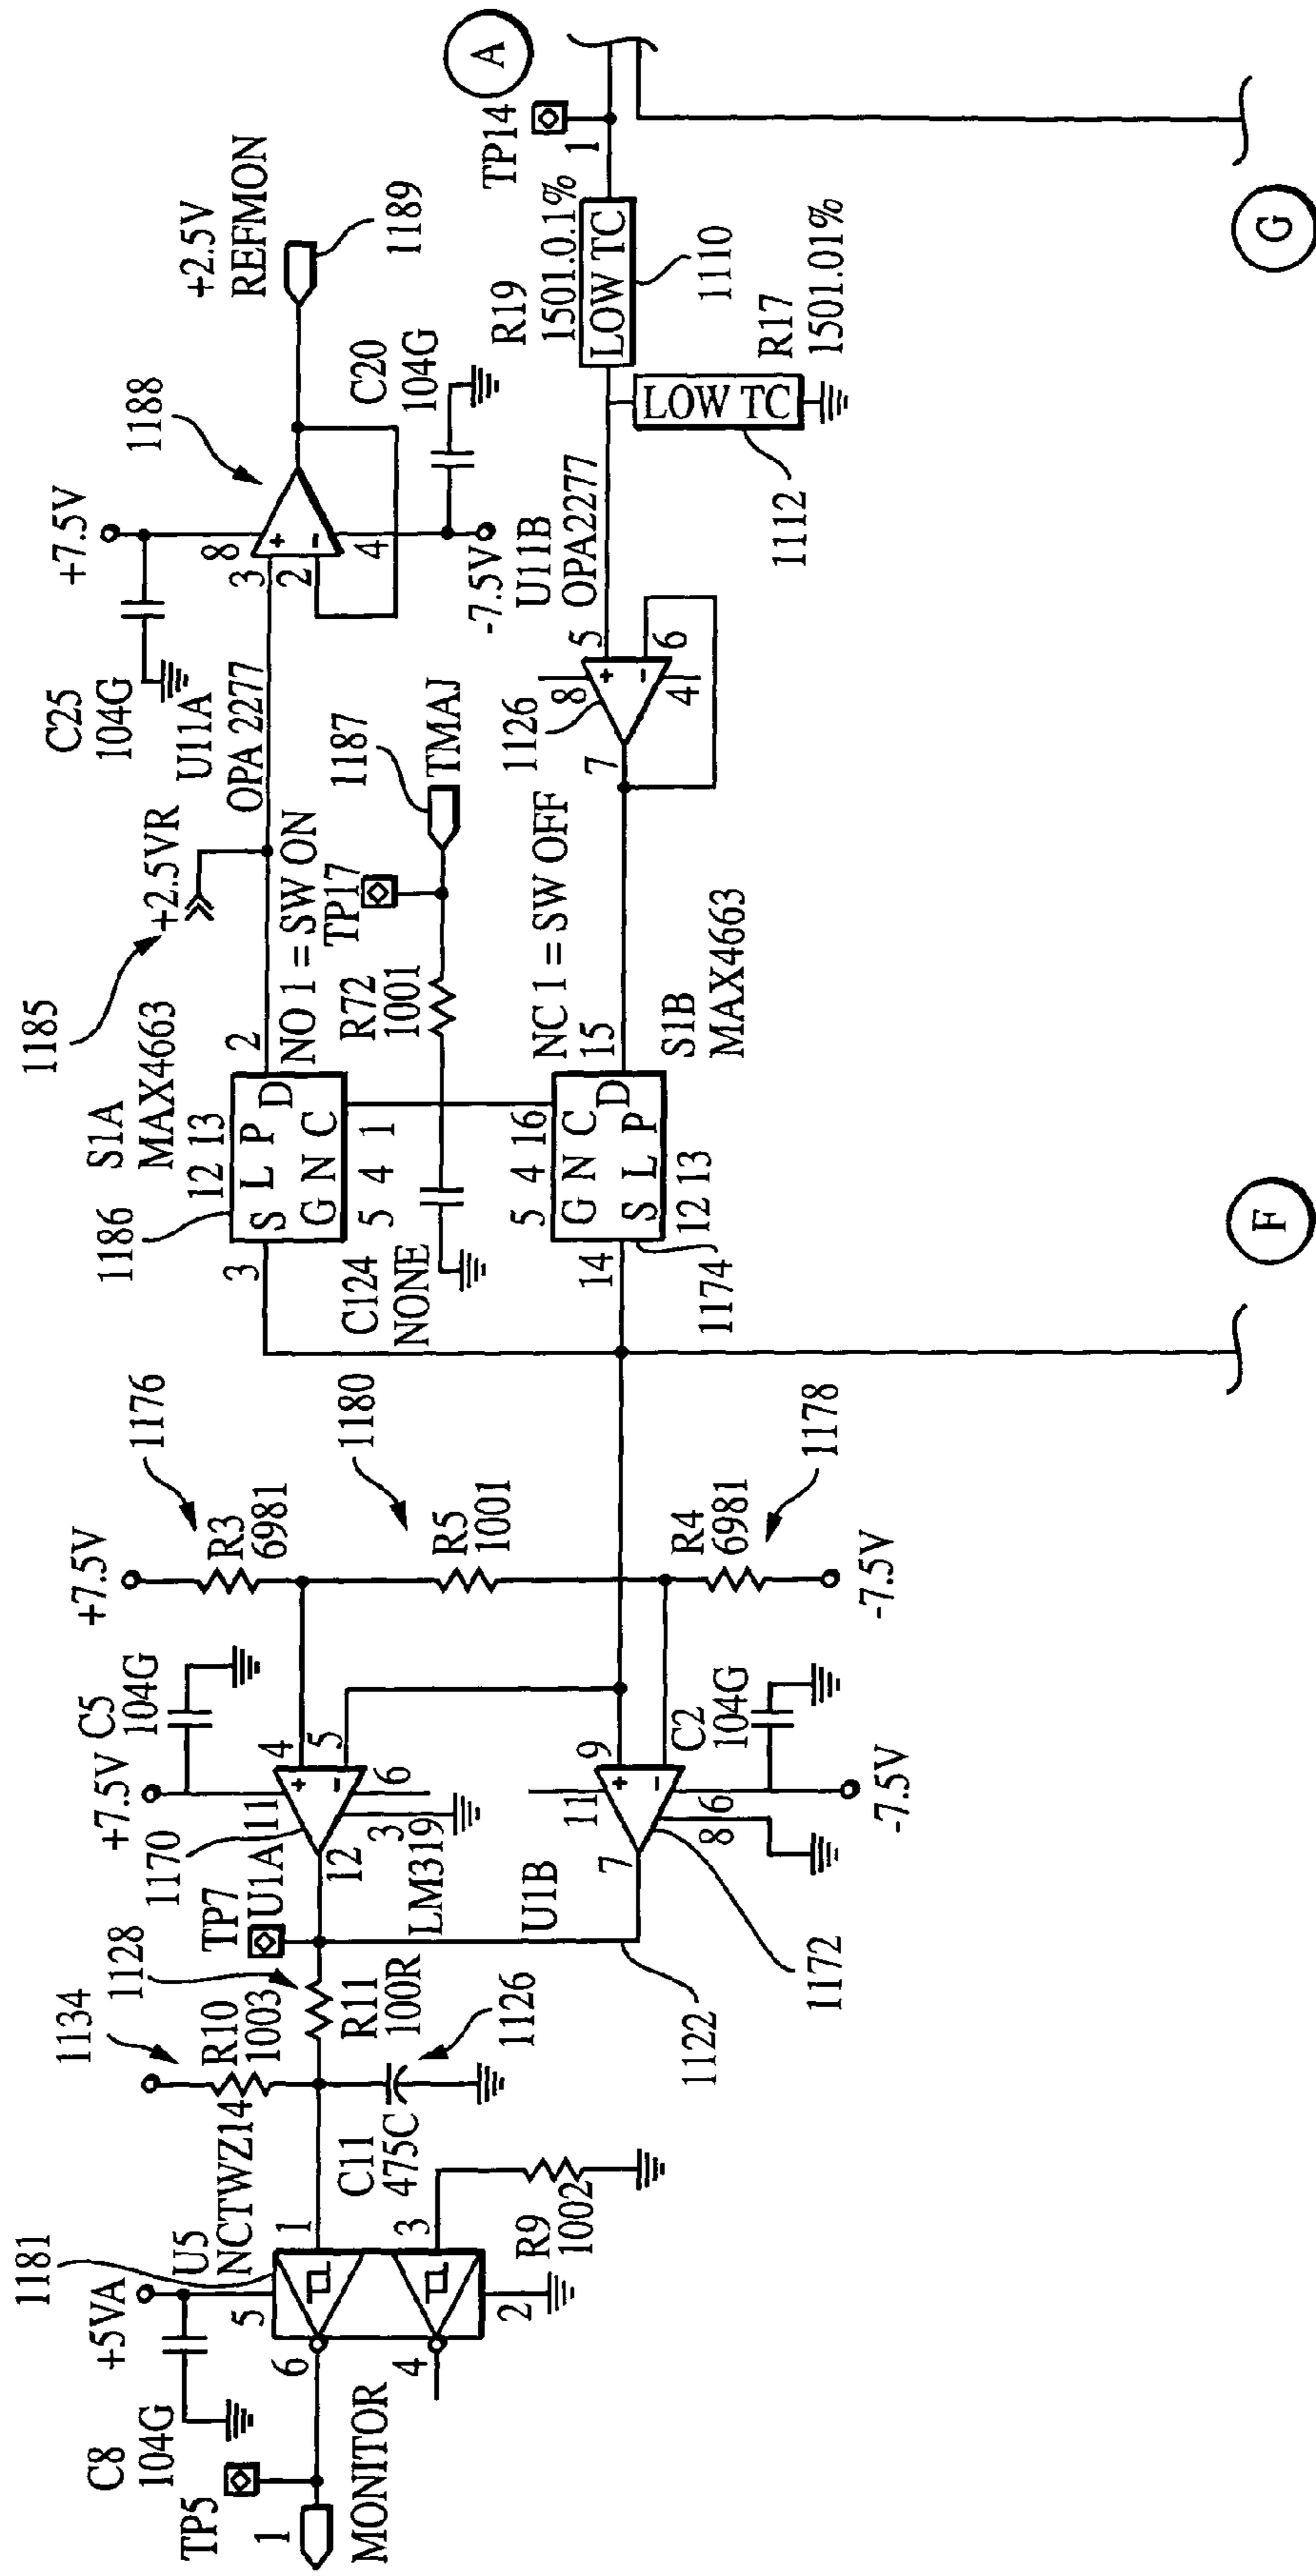 TP5
1
MONITOR
C8
104G
+5VA
5
6
4
2
1181
U5
NCTWZ14
1
3
R9
1002
1134
R10
1003
C11
475C
1126
1128
R11
100R
TP7
U1A
1170
12
11
+7.5V
C5
104G
4
5
+
-
6
3
LM319
U1B
1122
1172
7
11
9
+
-
8
6
C2
104G
-7.5V
+7.5V
R3
6981
1176
R5
1001
1180
R4
6981
1178
-7.5V
1186
S1A
MAX4663
12 13
3
S L P D
G N C
5 4 1
2
NO 1 = SW ON
1185
+2.5VR
U11A
OPA 2277
C25
104G
+7.5V
8
3
2
+
-
4
1188
-7.5V
C20
104G
+2.5V
REFMON
1189
C124
NONE
R72
1001
TP17
1187
TMAJ
5 4 16
G N C
S L P D
14
12 13
1174
15
NC 1 = SW OFF
S1B
MAX4663
7
1126
8
5
+
-
6
4
U11B
OPA2277
R19
1501.0.1%
LOW TC
1110
LOW TC
R17
1501.01%
1112
TP14
1
A
F
G